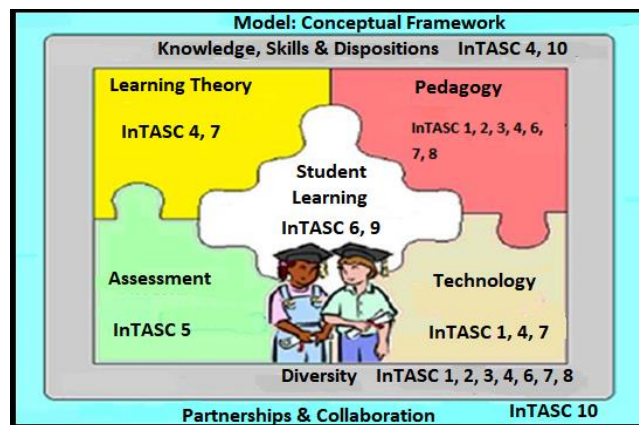 Model: Conceptual Framework
Knowledge, Skills & Dispositions InTASC 4, 10
Learning Theory
InTASC 4, 7
Pedagogy
InTASC 1, 2, 3, 4, 6,
7, 8
Student
Learning
InTASC 6, 9
Assessment
InTASC 5
Technology
InTASC 1, 4, 7
Diversity InTASC 1, 2, 3, 4, 6, 7, 8
Partnerships & Collaboration InTASC 10